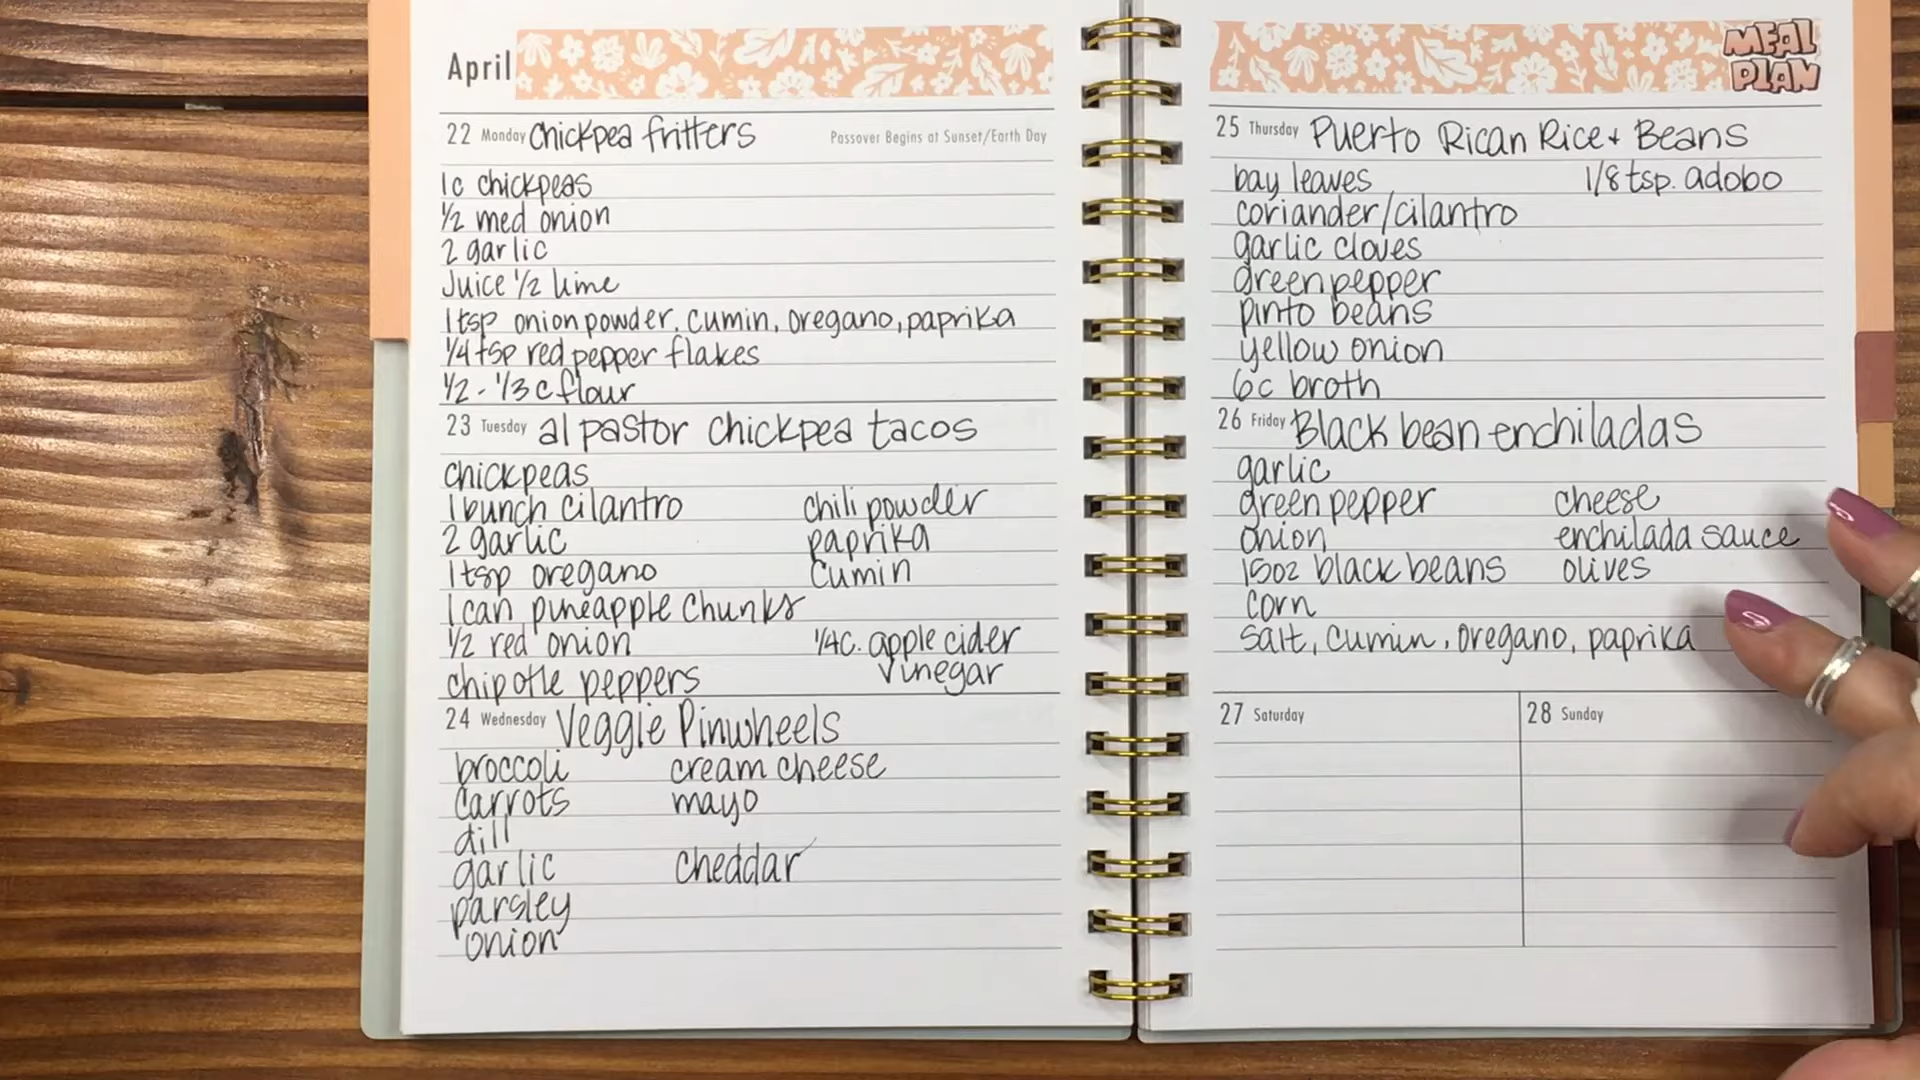 April
22 Monday Chickpea fritters Passover Begins at Sunset/Earth Day
1c chickpeas
1/2 med onion
2 garlic
Juice 1/2 lime
1 tsp onion powder, cumin, oregano, paprika
1/4 tsp red pepper flakes
1/2 - 1/3 c flour
23 Tuesday al pastor chickpea tacos
chickpeas
1 bunch cilantro chili powder
2 garlic paprika
1 tsp oregano cumin
1 can pineapple chunks
1/2 red onion 1/4c. apple cider
chipotle peppers vinegar
24 Wednesday Veggie Pinwheels
broccoli cream cheese
carrots mayo
dill
garlic cheddar
parsley
onion
MEAL
PLAN
25 Thursday Puerto Rican Rice + Beans
bay leaves 1/8 tsp. adobo
coriander/cilantro
garlic cloves
green pepper
pinto beans
yellow onion
6c broth
26 Friday Black bean enchiladas
garlic
green pepper cheese
onion enchilada sauce
15oz black beans olives
corn
salt, cumin, oregano, paprika
27 Saturday 28 Sunday